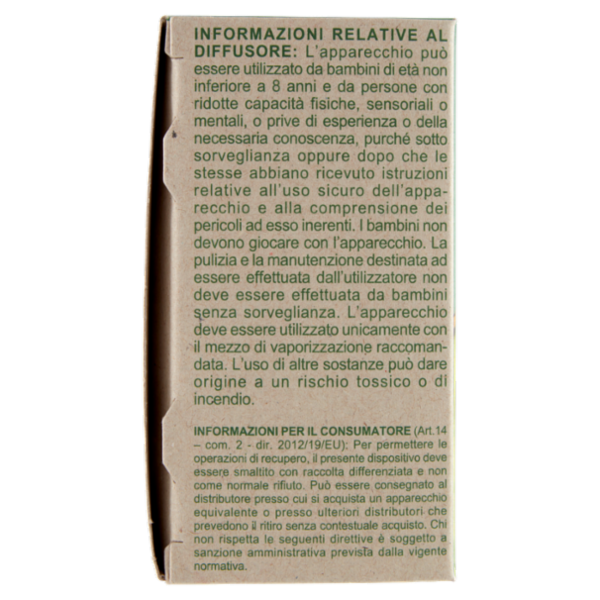 INFORMAZIONI RELATIVE AL
DIFFUSORE: L'apparecchio può
essere utilizzato da bambini di età non
inferiore a 8 anni e da persone con
ridotte capacità fisiche, sensoriali o
mentali, o prive di esperienza o della
necessaria conoscenza, purché sotto
sorveglianza oppure dopo che le
stesse abbiano ricevuto istruzioni
relative all'uso sicuro dell'appa-
recchio e alla comprensione dei
pericoli ad esso inerenti. I bambini non
devono giocare con l'apparecchio. La
pulizia e la manutenzione destinata ad
essere effettuata dall'utilizzatore non
deve essere effettuata da bambini
senza sorveglianza. L'apparecchio
deve essere utilizzato unicamente con
il mezzo di vaporizzazione raccoman-
data. L'uso di altre sostanze può dare
origine a un rischio tossico o di
incendio.
INFORMAZIONI PER IL CONSUMATORE (Art.14
– com. 2 - dir. 2012/19/EU): Per permettere le
operazioni di recupero, il presente dispositivo deve
essere smaltito con raccolta differenziata e non
come normale rifiuto. Può essere consegnato al
distributore presso cui si acquista un apparecchio
equivalente o presso ulteriori distributori che
prevedono il ritiro senza contestuale acquisto. Chi
non rispetta le seguenti direttive è soggetto a
sanzione amministrativa prevista dalla vigente
normativa.